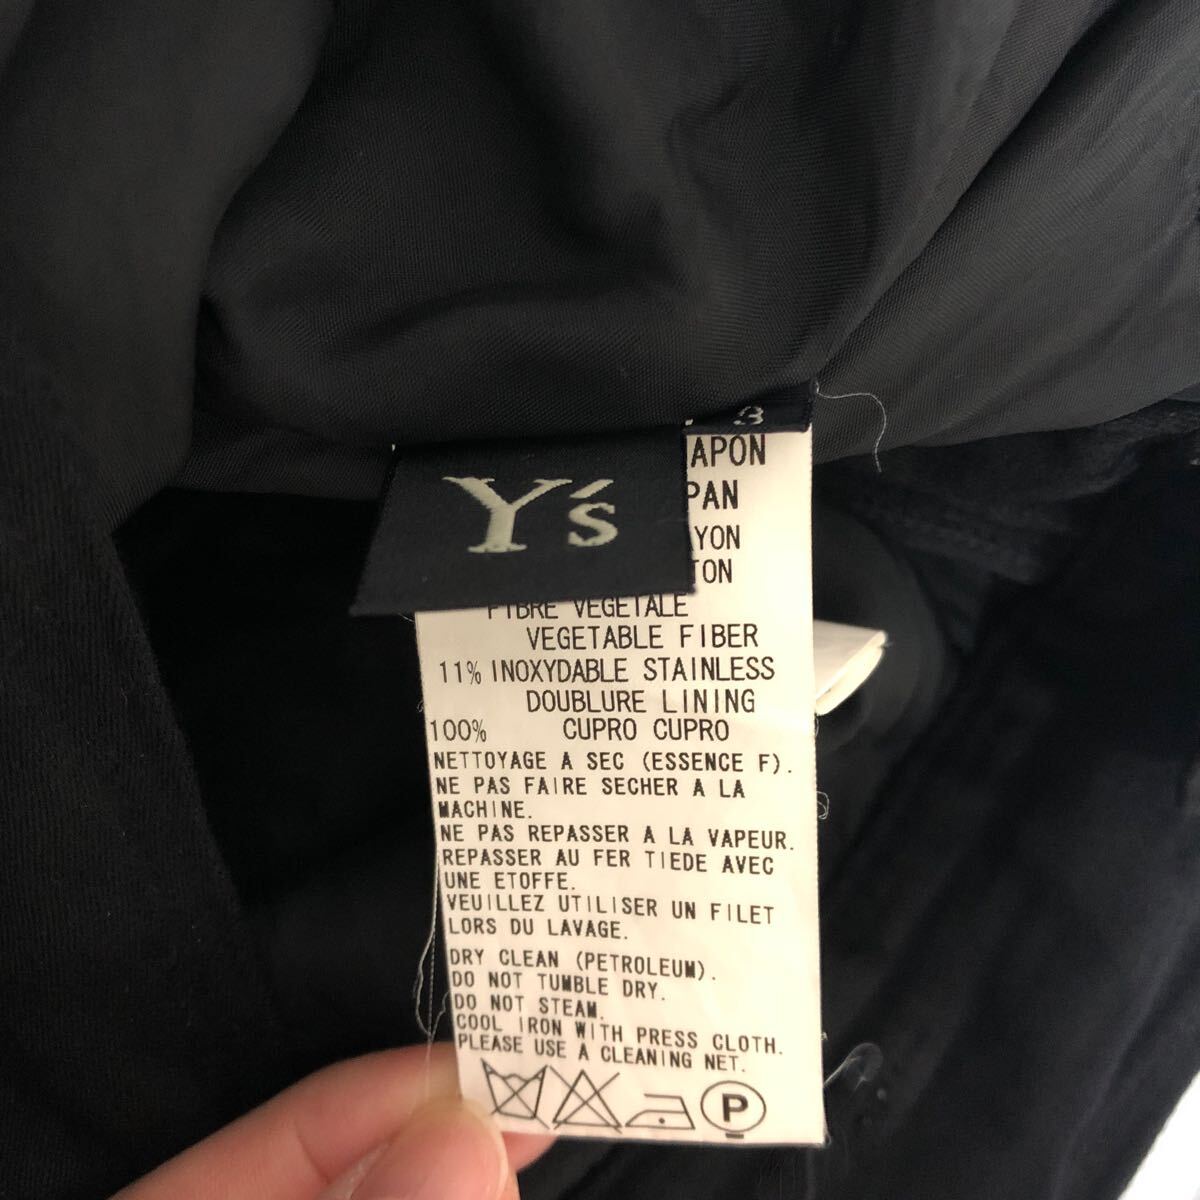 3
Y's
APON
PAN
AYON
TON
FIBRE VEGETALE
VEGETABLE FIBER
11% INOXYDABLE STAINLESS
DOUBLURE LINING
100% CUPRO CUPRO
NETTOYAGE A SEC (ESSENCE F).
NE PAS FAIRE SECHER A LA
MACHINE.
NE PAS REPASSER A LA VAPEUR.
REPASSER AU FER TIEDE AVEC
UNE ETOFFE.
VEUILLEZ UTILISER UN FILET
LORS DU LAVAGE.
DRY CLEAN (PETROLEUM).
DO NOT TUMBLE DRY.
DO NOT STEAM.
COOL IRON WITH PRESS CLOTH.
PLEASE USE A CLEANING NET.
P